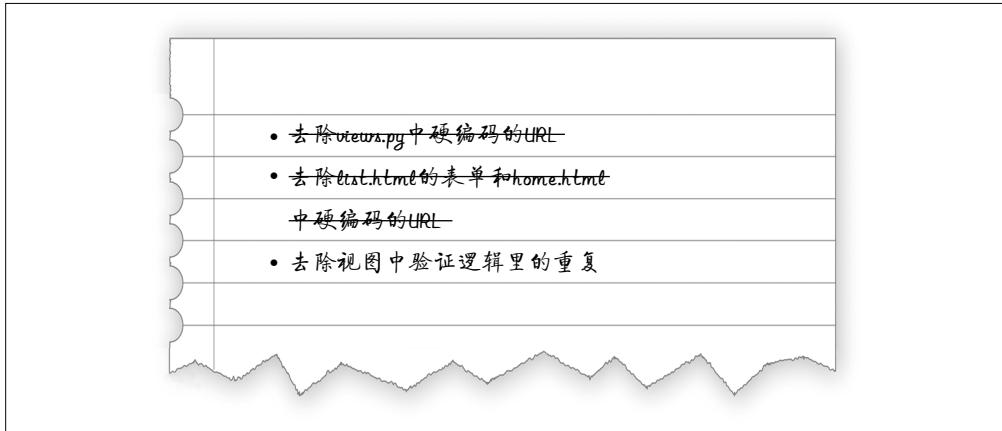 • 去除views.py中硬编码的URL
• 去除list.html的表单和home.html
中硬编码的URL
• 去除视图中验证逻辑里的重复